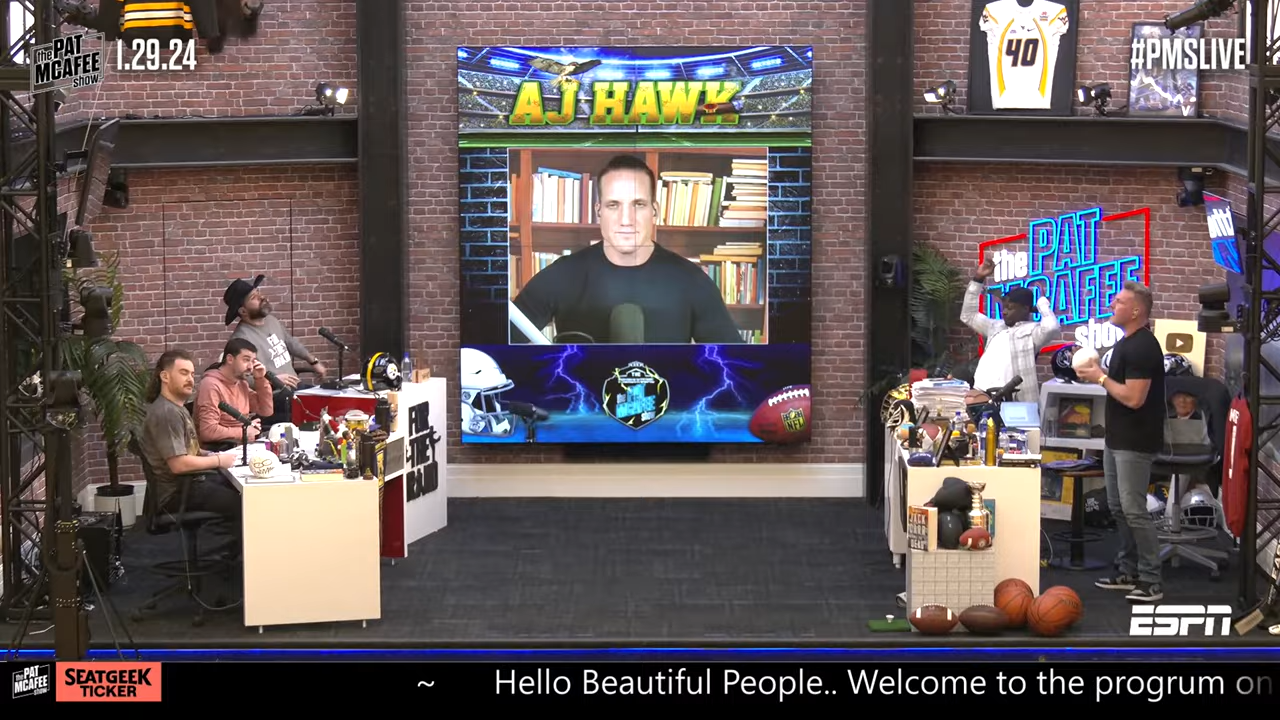 the
PAT
MCAFEE
show
1.29.24
#PMSLIVE
40
AJ HAWK
the
PAT
MCAFEE
show
FOR
THE
BRAND
NFL
ESPN
the
PAT
MCAFEE
show
SEATGEEK
TICKER
~ Hello Beautiful People.. Welcome to the progrum on